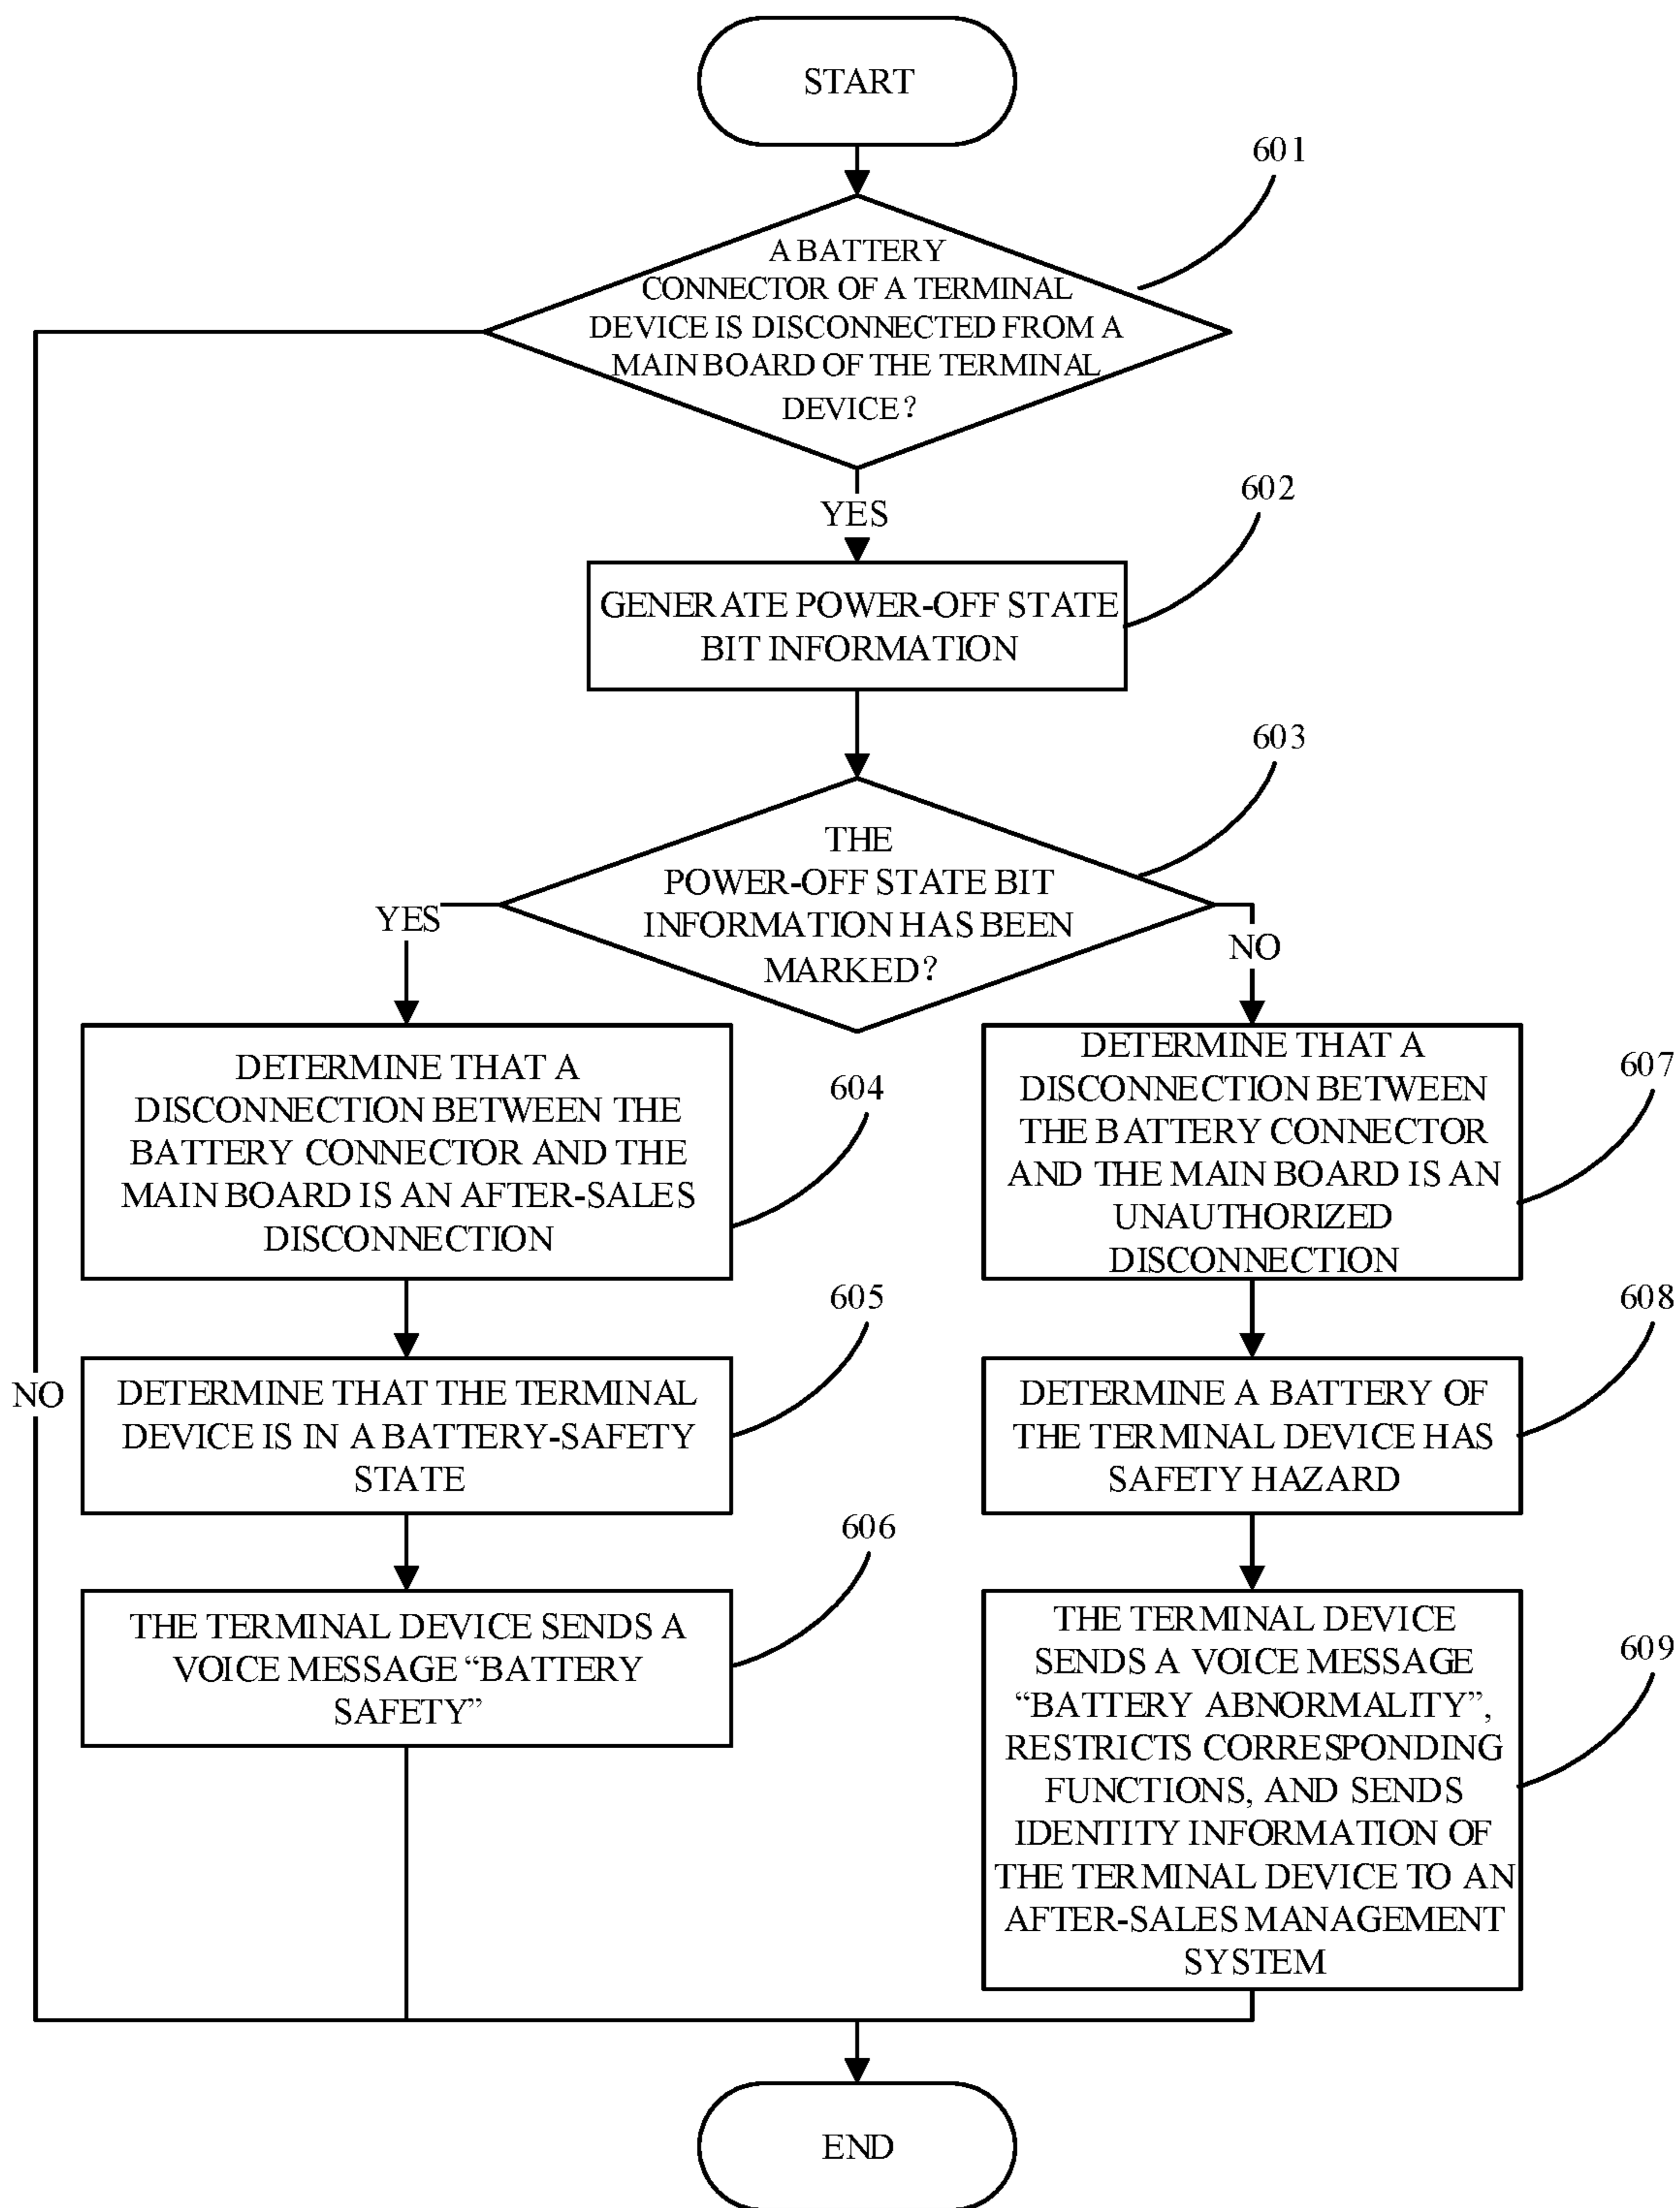 START
601
A BATTERY
CONNECTOR OF A TERMINAL
DEVICE IS DISCONNECTED FROM A
MAIN BOARD OF THE TERMINAL
DEVICE?
YES
602
GENERATE POWER-OFF STATE
BIT INFORMATION
603
THE
POWER-OFF STATE BIT
INFORMATION HAS BEEN
MARKED?
YES
NO
DETERMINE THAT A
DISCONNECTION BETWEEN THE
BATTERY CONNECTOR AND THE
MAIN BOARD IS AN AFTER-SALES
DISCONNECTION
604
DETERMINE THAT A
DISCONNECTION BETWEEN
THE BATTERY CONNECTOR
AND THE MAIN BOARD IS AN
UNAUTHORIZED
DISCONNECTION
607
NO
DETERMINE THAT THE TERMINAL
DEVICE IS IN A BATTERY-SAFETY
STATE
605
DETERMINE A BATTERY OF
THE TERMINAL DEVICE HAS
SAFETY HAZARD
608
THE TERMINAL DEVICE SENDS A
VOICE MESSAGE “BATTERY
SAFETY”
606
THE TERMINAL DEVICE
SENDS A VOICE MESSAGE
“BATTERY ABNORMALITY”,
RESTRICTS CORRESPONDING
FUNCTIONS, AND SENDS
IDENTITY INFORMATION OF
THE TERMINAL DEVICE TO AN
AFTER-SALES MANAGEMENT
SYSTEM
609
END